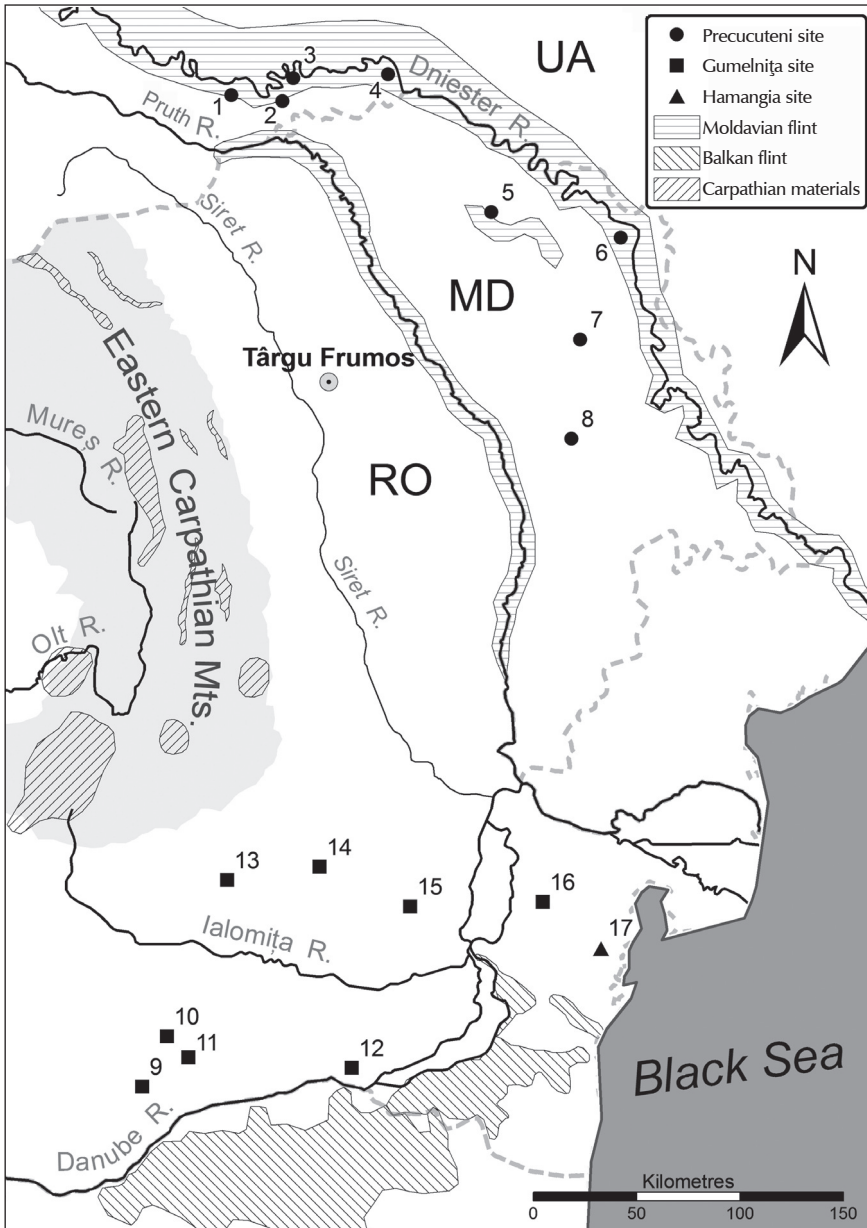 UA
Precucuteni site
Gumelniţa site
Hamangia site
Moldavian flint
Balkan flint
Carpathian materials
3
1
2
4
Dniester R.
Pruth R.
Siret R.
5
6
MD
N
7
Târgu Frumos
8
Eastern Carpathian Mts.
Mureș R.
RO
Siret R.
Olt R.
13
14
15
16
17
Ialomița R.
10
11
9
12
Danube R.
Black Sea
Kilometres
0 50 100 150